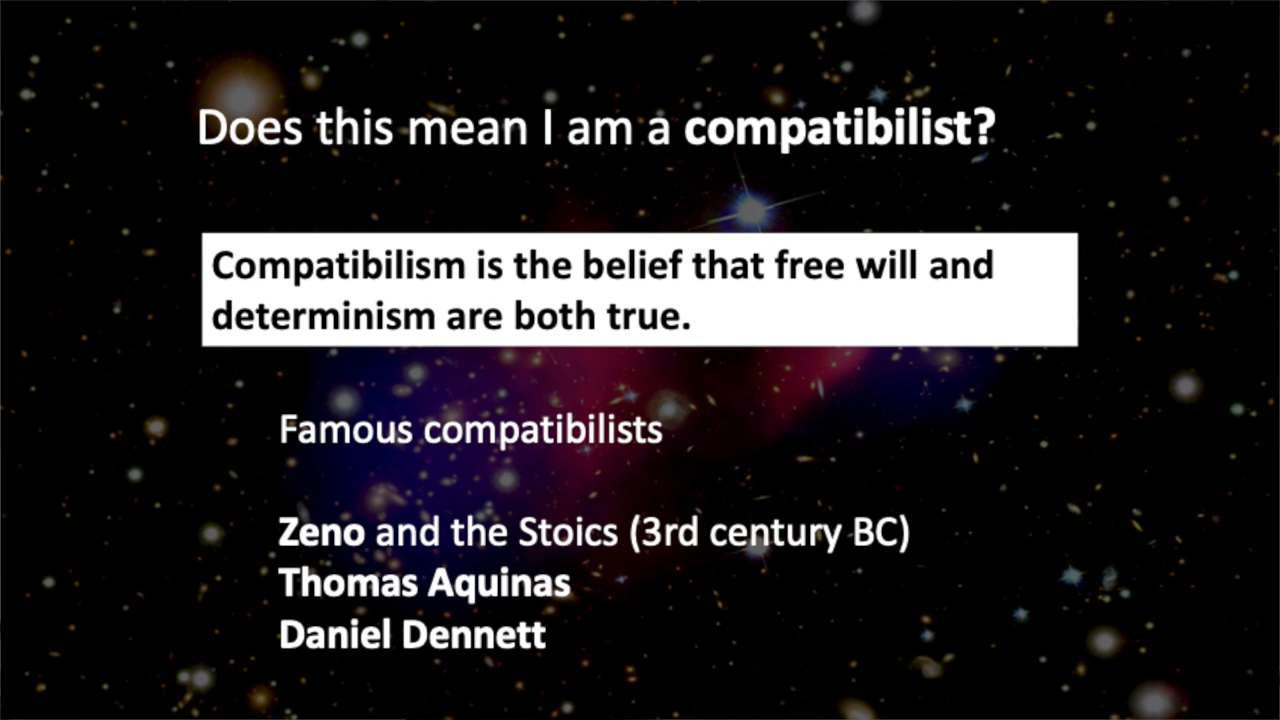 Does this mean I am a compatibilist?
Compatibilism is the belief that free will and
determinism are both true.
Famous compatibilists
Zeno and the Stoics (3rd century BC)
Thomas Aquinas
Daniel Dennett